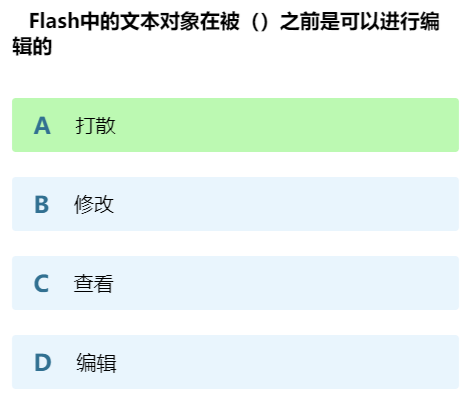 Flash中的文本对象在被（）之前是可以进行编
辑的
A 打散
B 修改
C 查看
D 编辑